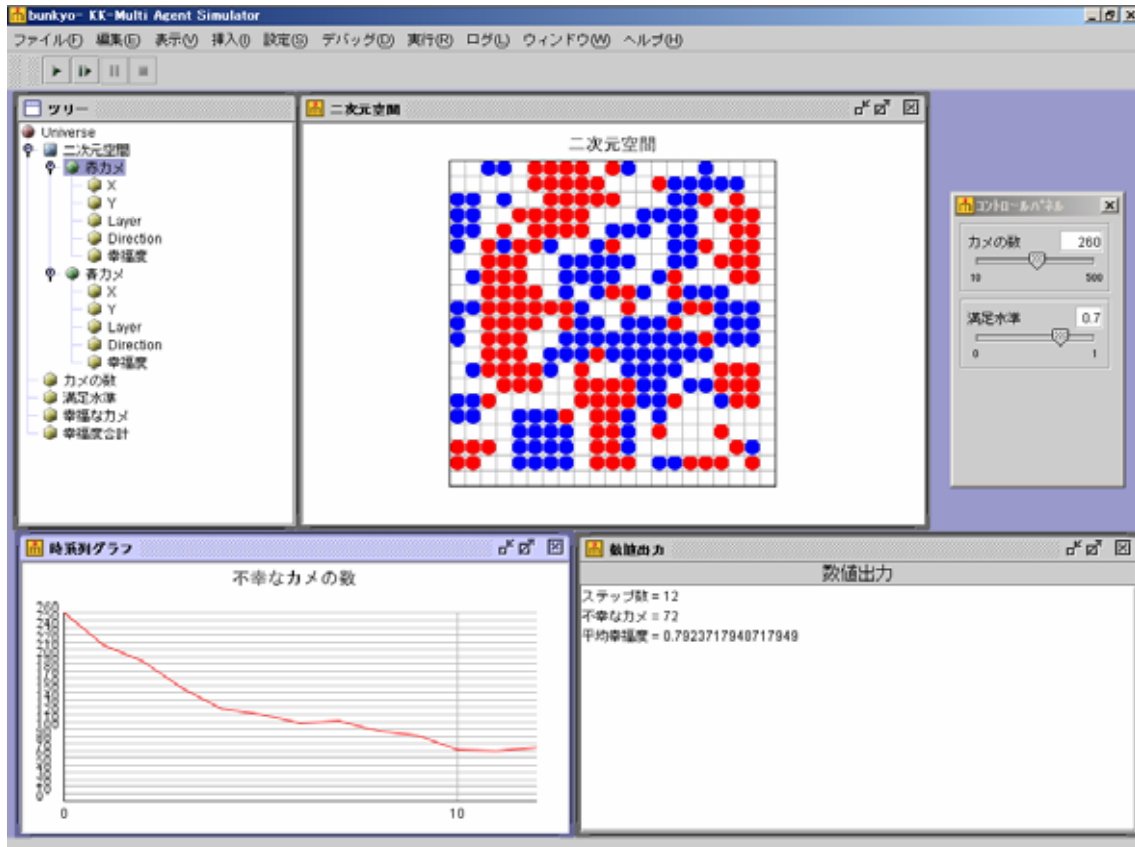 bunkyo- KK-Multi Agent Simulator
ファイル(F) 編集(E) 表示(V) 挿入(I) 設定(S) デバッグ(D) 実行(R) ログ(L) ウィンドウ(W) ヘルプ(H)
ツリー
Universe
二次元空間
赤カメ
X
Y
Layer
Direction
幸福度
青カメ
X
Y
Layer
Direction
幸福度
カメの数
満足水準
幸福なカメ
幸福度合計
二次元空間
二次元空間
コントロールパネル
カメの数 260
10 500
満足水準 0.7
0 1
時系列グラフ
不幸なカメの数
260
0 10
数値出力
数値出力
ステップ数 = 12
不幸なカメ = 72
平均幸福度 = 0.7923717948717949